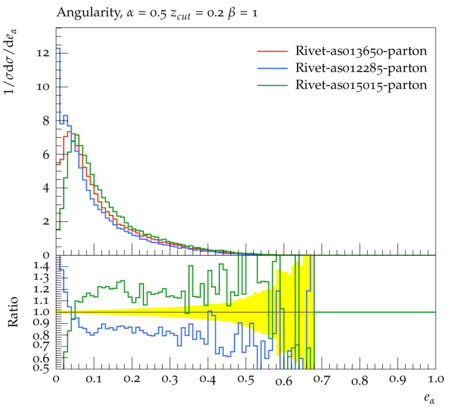 Angularity, α = 0.5 z_cut = 0.2 β = 1
1/σdσ/de_α
Rivet-as013650-parton
Rivet-as012285-parton
Rivet-as015015-parton
12
10
8
6
4
2
0
Ratio
1.4
1.3
1.2
1.1
1.0
0.9
0.8
0.7
0.6
0.5
0 0.1 0.2 0.3 0.4 0.5 0.6 0.7 0.8 0.9 1.0
e_α